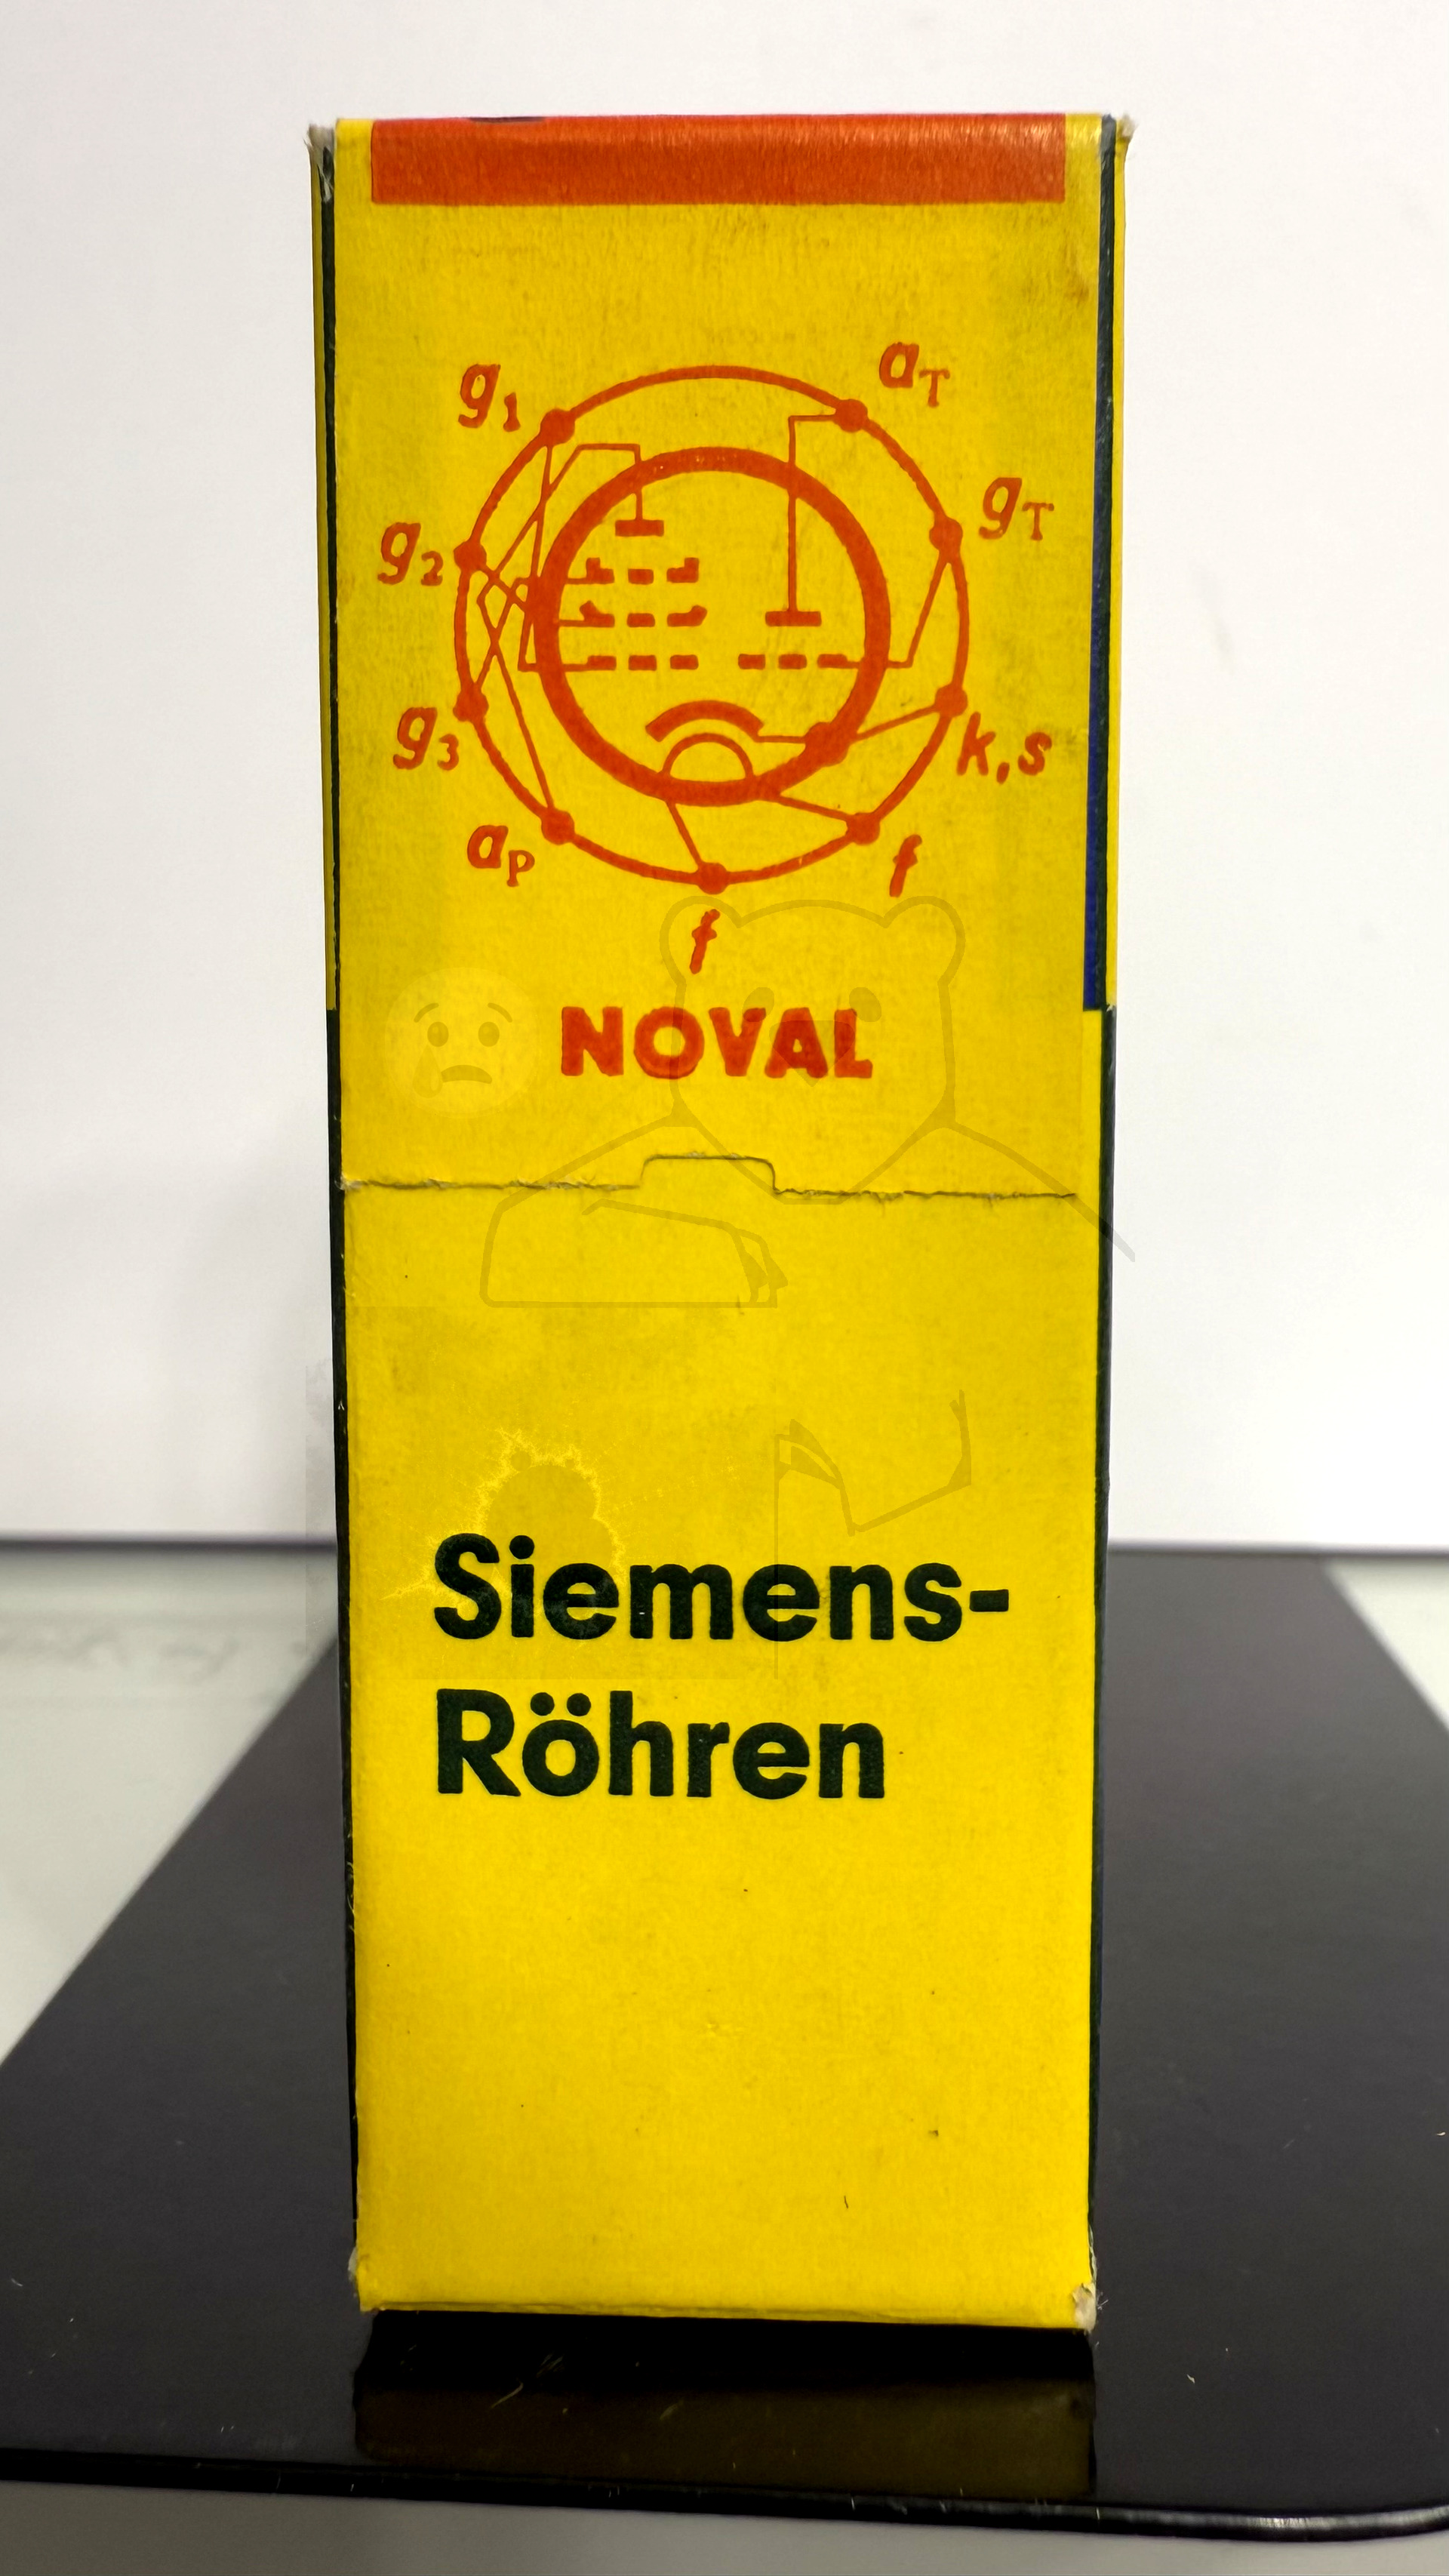 g1 aT
g2 gT
g3 k,s
aP f
f
NOVAL
Siemens-
Röhren